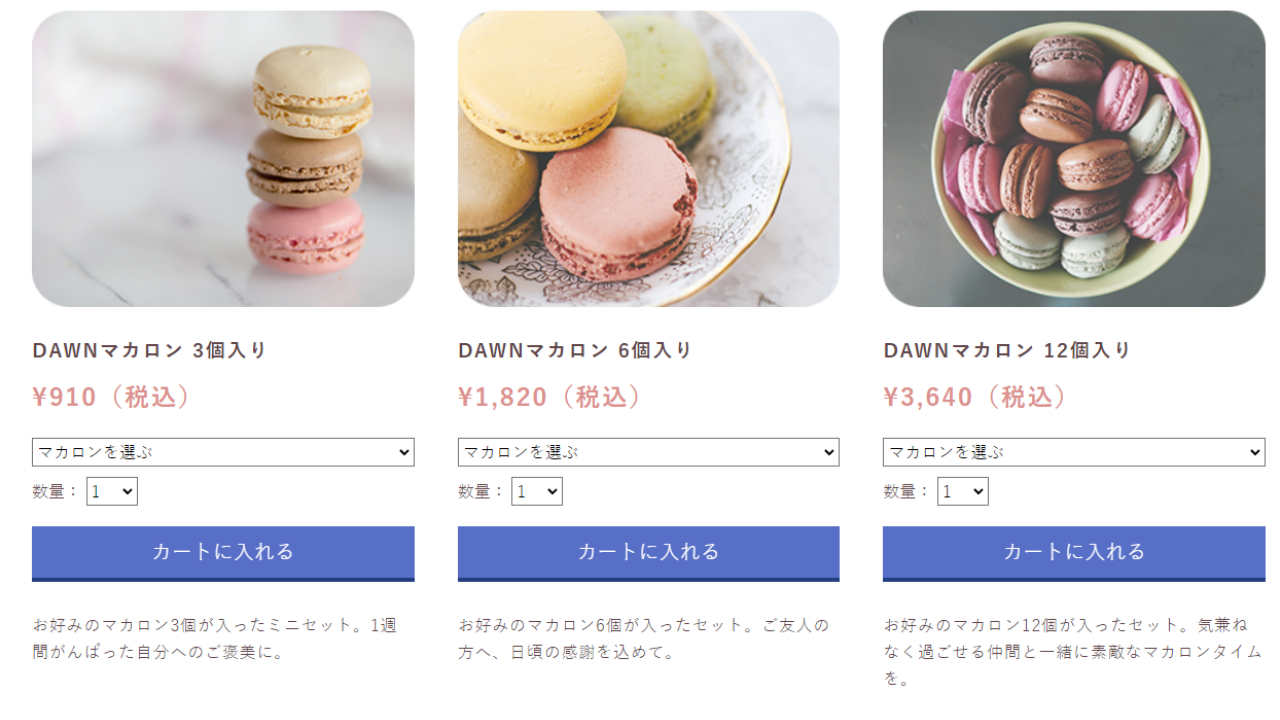 DAWNマカロン 3個入り
¥910（税込）
マカロンを選ぶ
数量： 1
カートに入れる
お好みのマカロン3個が入ったミニセット。1週
間がんばった自分へのご褒美に。
DAWNマカロン 6個入り
¥1,820（税込）
マカロンを選ぶ
数量： 1
カートに入れる
お好みのマカロン6個が入ったセット。ご友人の
方へ、日頃の感謝を込めて。
DAWNマカロン 12個入り
¥3,640（税込）
マカロンを選ぶ
数量： 1
カートに入れる
お好みのマカロン12個が入ったセット。気兼ね
なく過ごせる仲間と一緒に素敵なマカロンタイム
を。